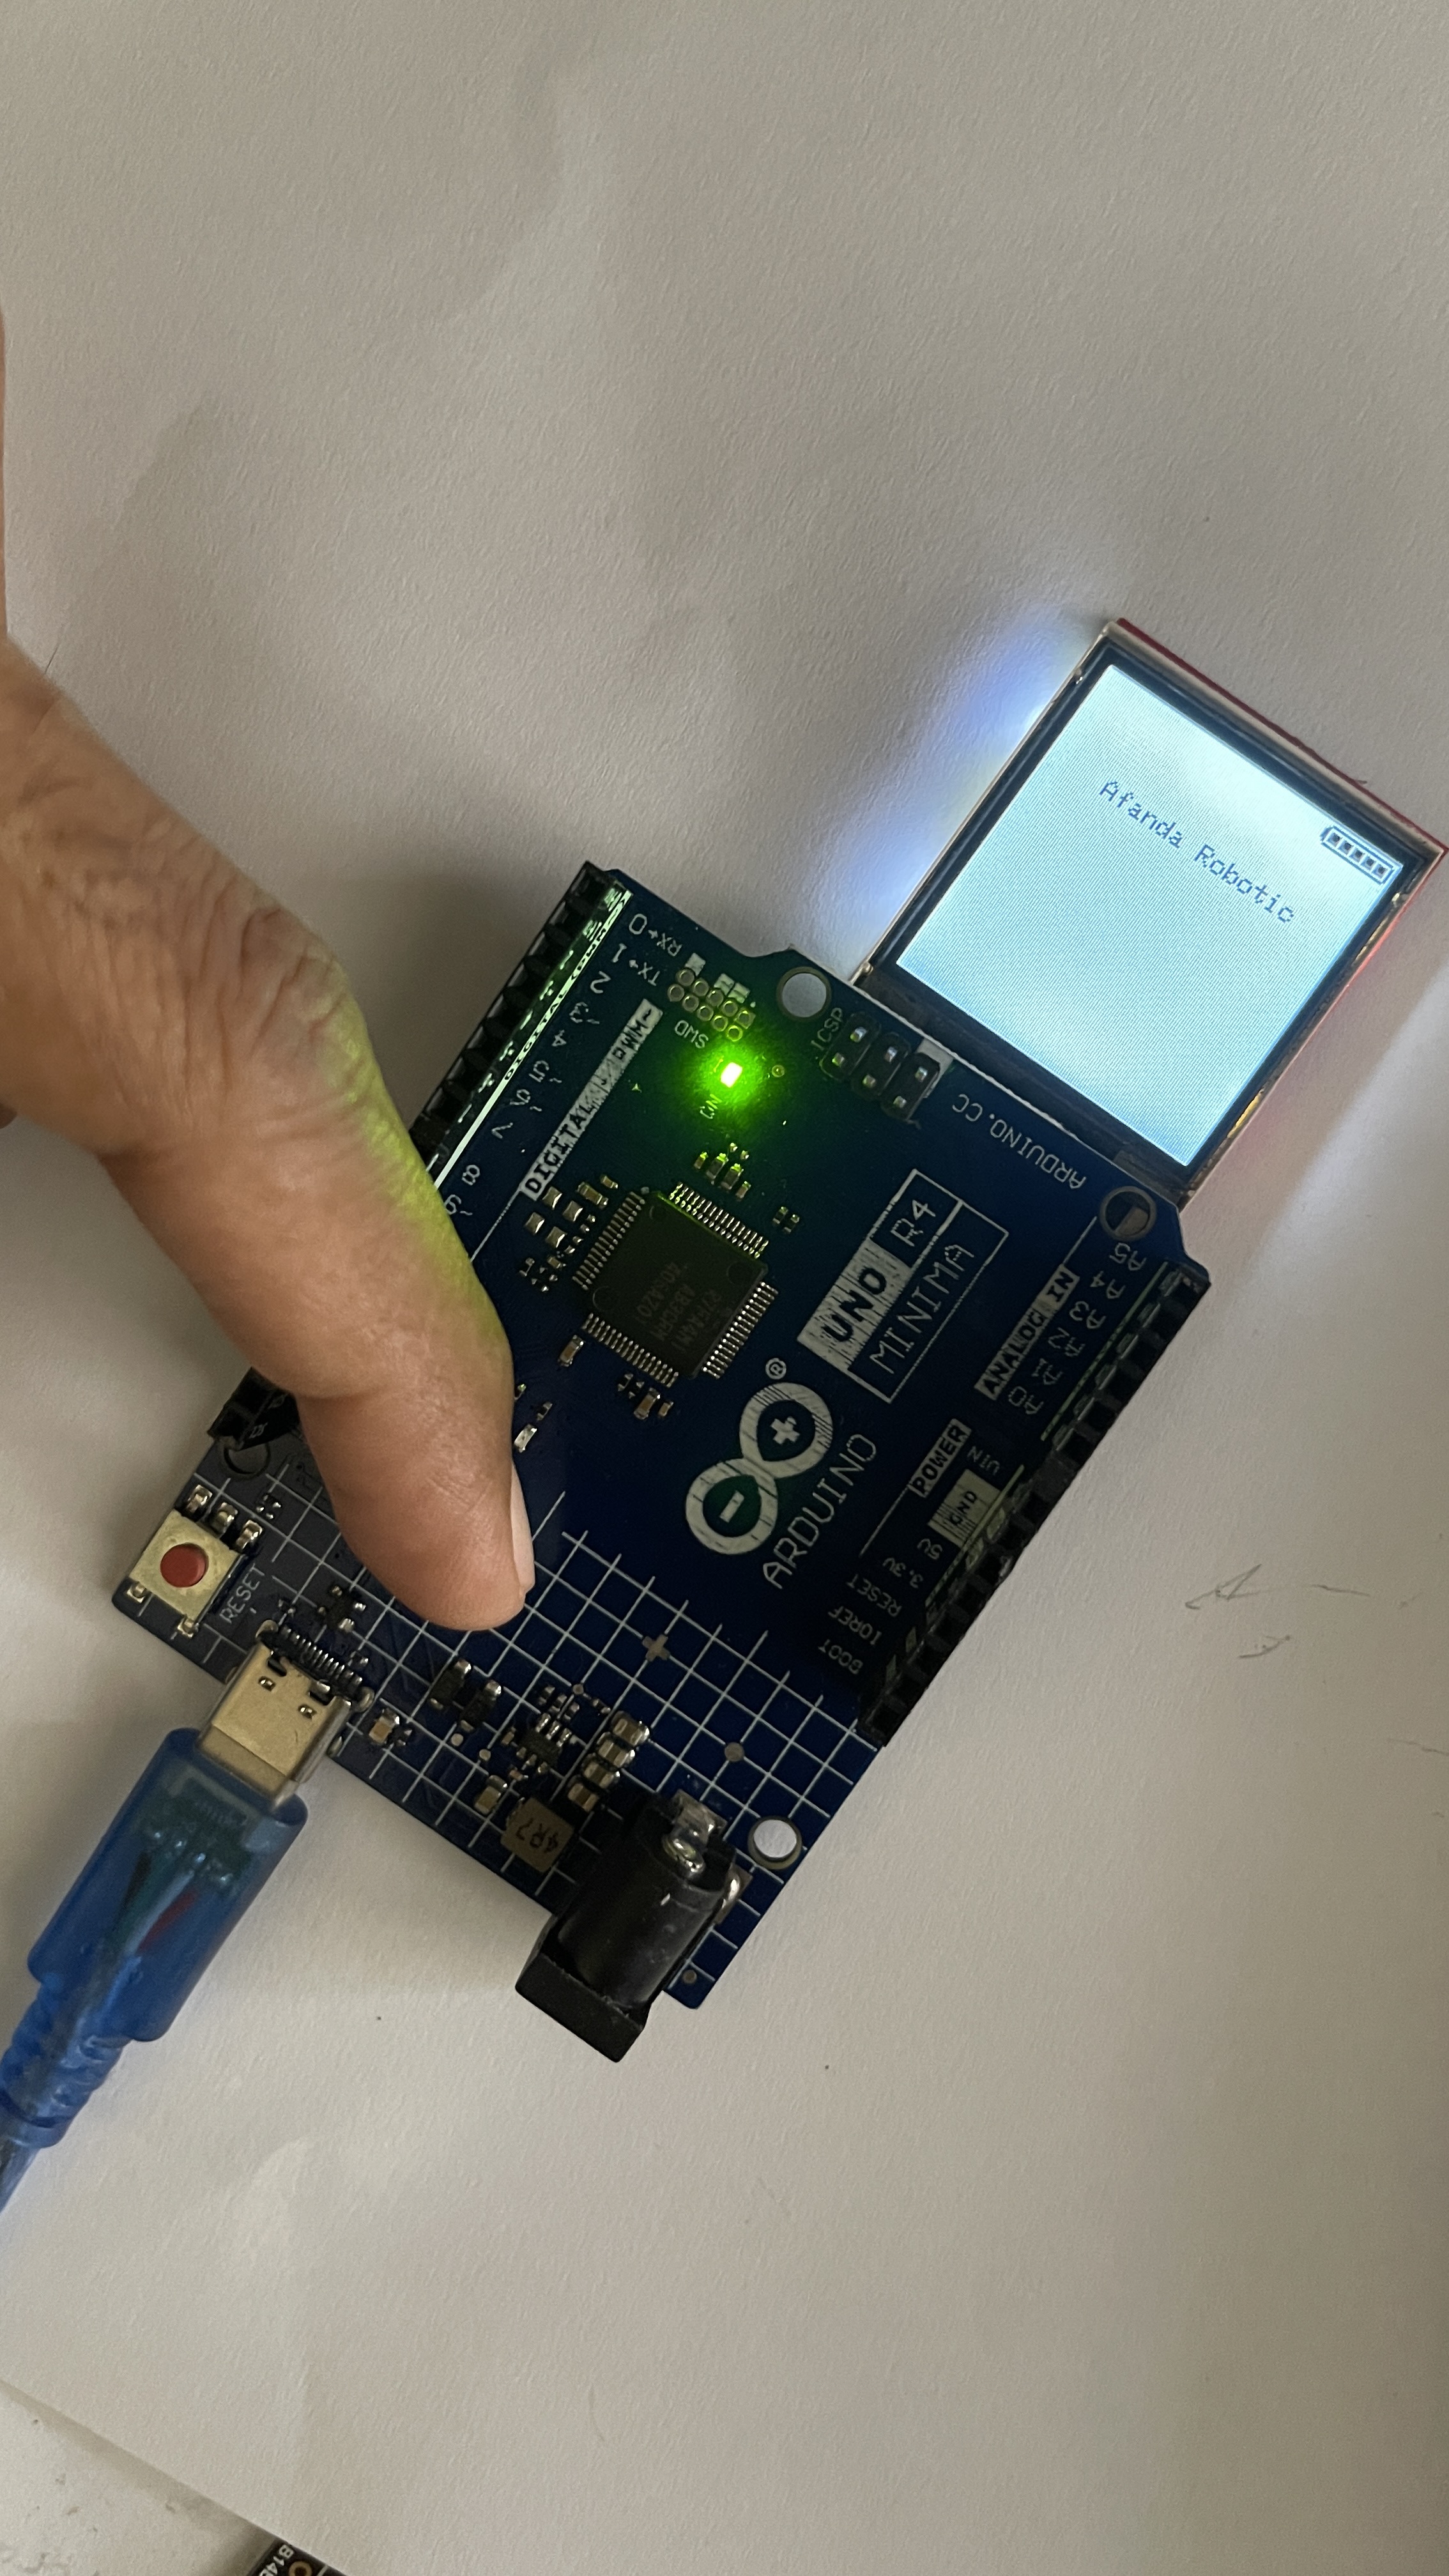 Afanda Robotic
ARDUINO.CC
ICSP
SWD
ON
RX←0
TX→1
2
~3
4
~5
~6
7
8
~9
DIGITAL (PWM~)
UNO R4
MINIMA
ARDUINO
ANALOG IN
A5
A4
A3
A2
A1
A0
POWER
VIN
GND
5V
3.3V
RESET
IOREF
BOOT
RESET
4R7